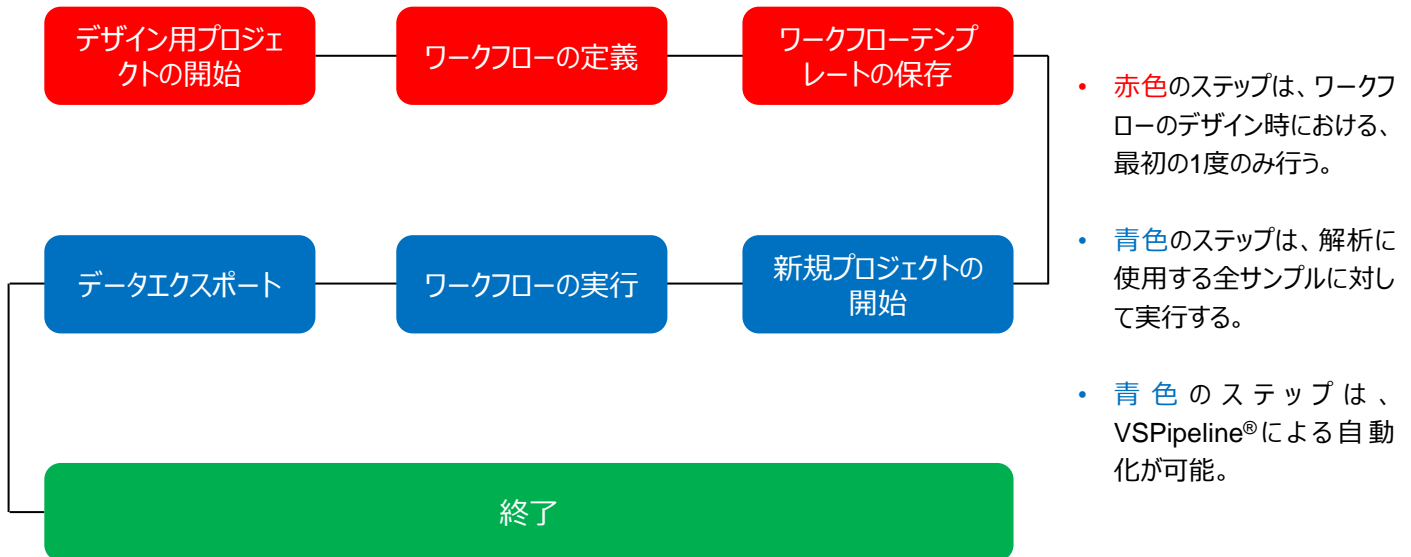 デザイン用プロジェ
クトの開始
ワークフローの定義
ワークフローテンプ
レートの保存
データエクスポート
ワークフローの実行
新規プロジェクトの
開始
終了
• 赤色のステップは、ワークフ
ローのデザイン時における、
最初の1度のみ行う。
• 青色のステップは、解析に
使用する全サンプルに対し
て実行する。
• 青色のステップは、
VSPipeline®による自動
化が可能。